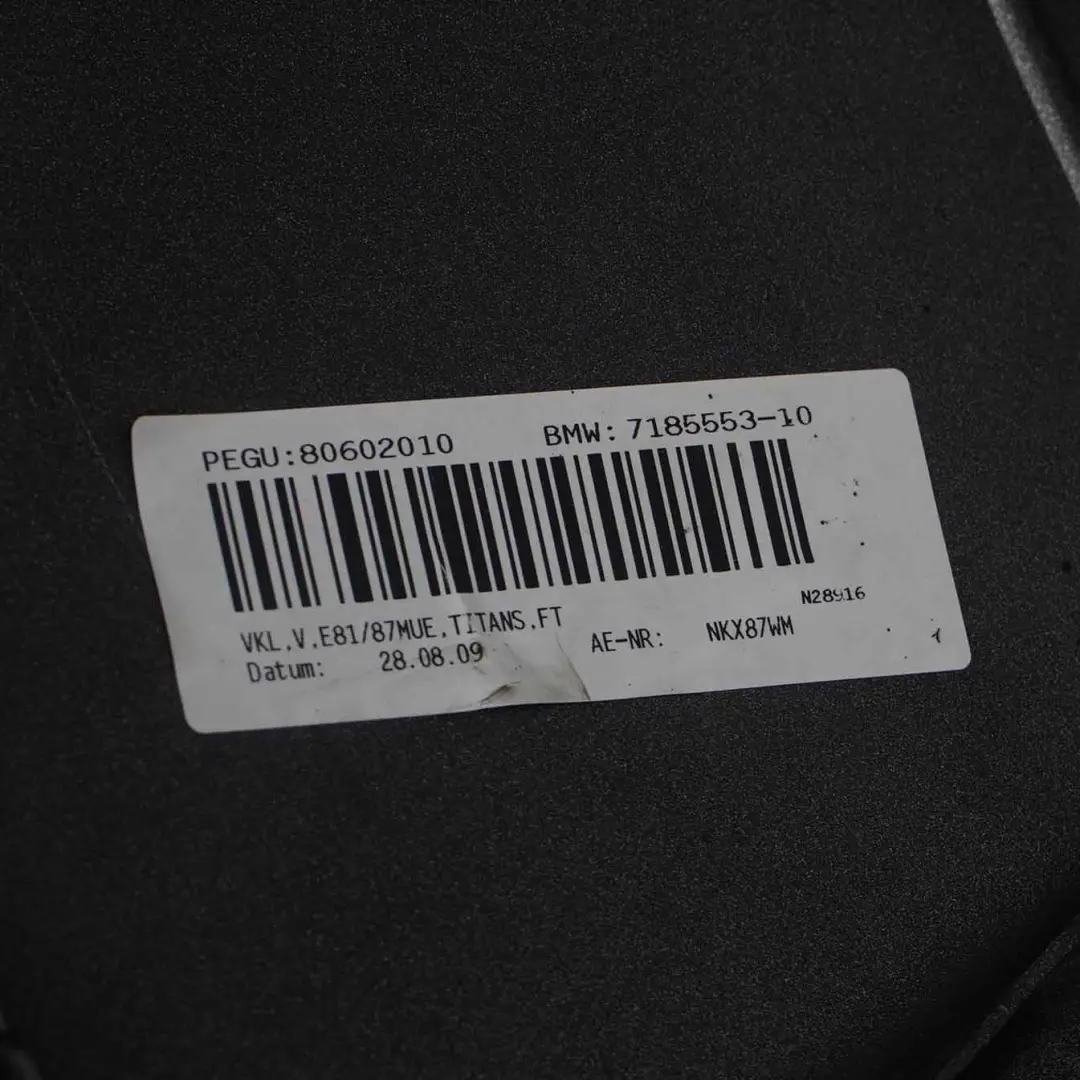 PEGU:80602010 BMW: 7185553-10
VKL.V.E81/87MUE.TITANS.FT N28916
Datum: 28.08.09 AE-NR: NKX87WM